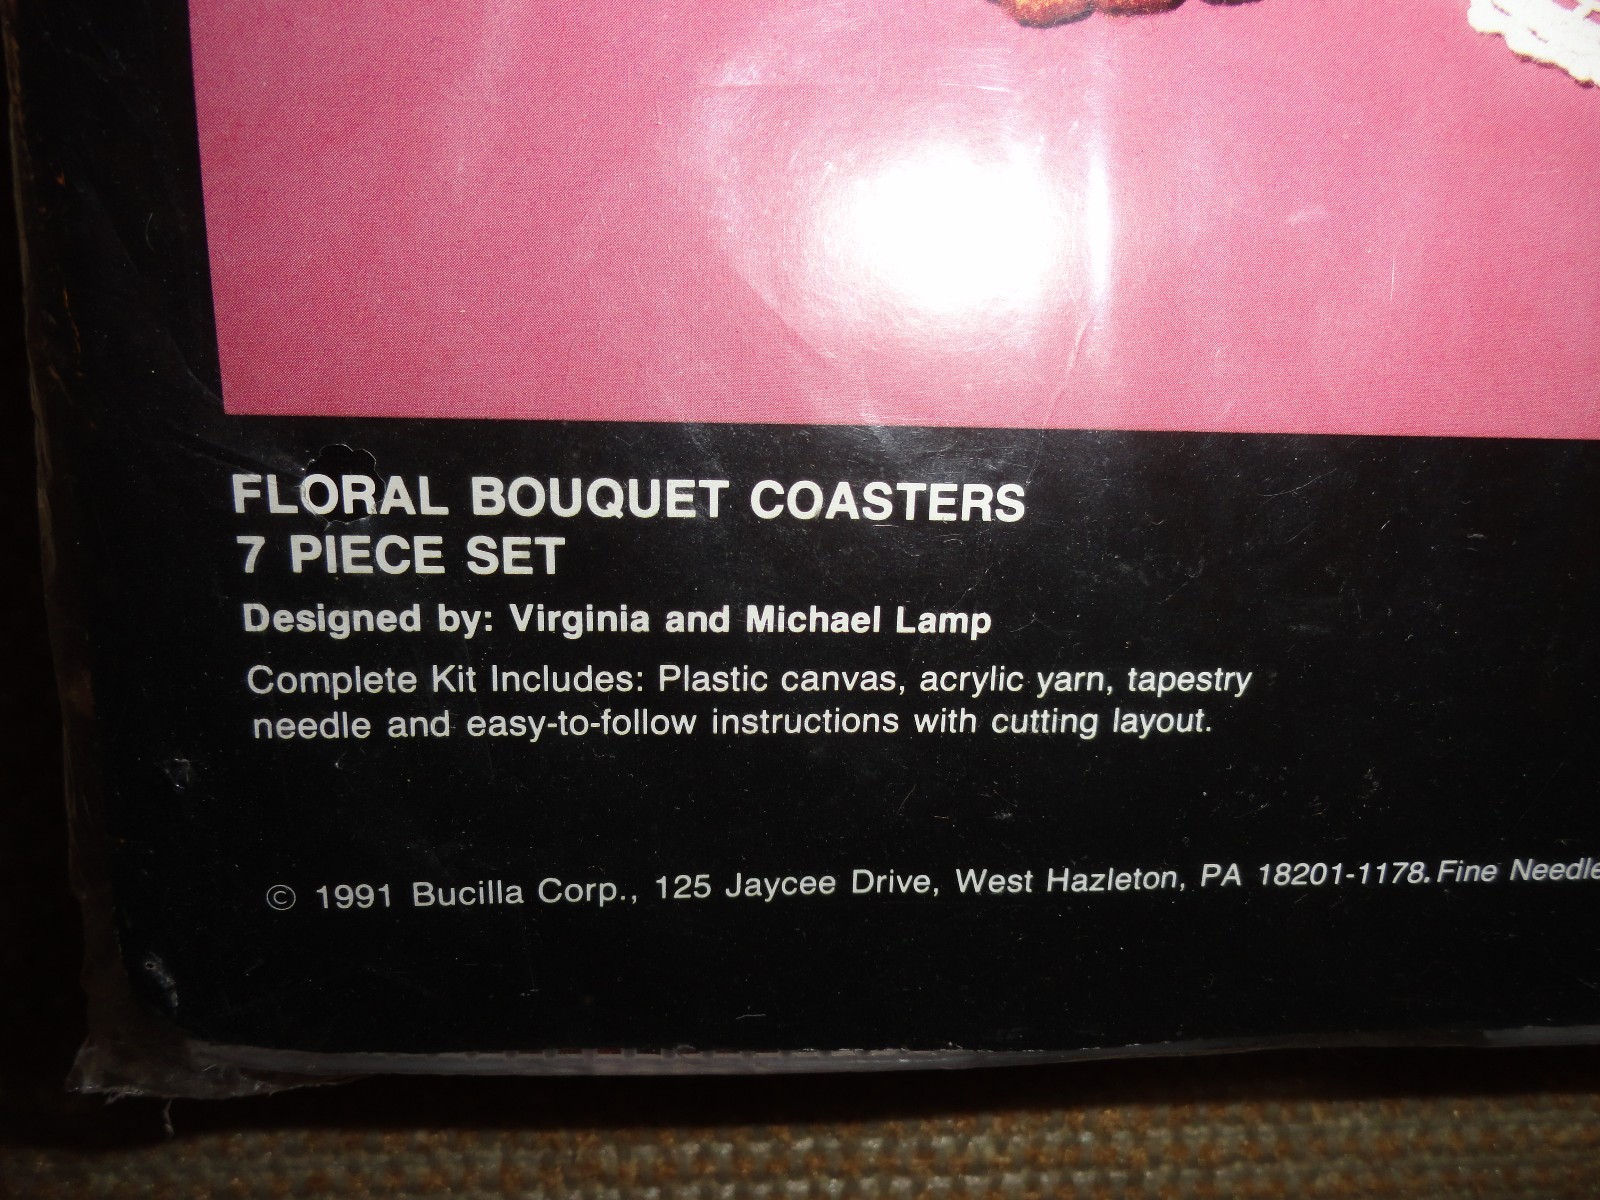 FLORAL BOUQUET COASTERS
7 PIECE SET
Designed by: Virginia and Michael Lamp
Complete Kit Includes: Plastic canvas, acrylic yarn, tapestry
needle and easy-to-follow instructions with cutting layout.
© 1991 Bucilla Corp., 125 Jaycee Drive, West Hazleton, PA 18201-1178. Fine Needle